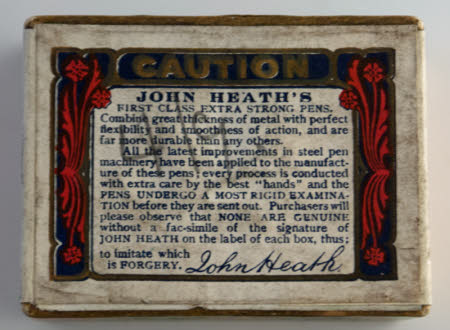 CAUTION
JOHN HEATH'S
FIRST CLASS EXTRA STRONG PENS.
Combine great thickness of metal with perfect
flexibility and smoothness of action, and are
far more durable than any others.
All the latest improvements in steel pen
machinery have been applied to the manufact-
ure of these pens; every process is conducted
with extra care by the best "hands" and the
PENS UNDERGO A MOST RIGID EXAMINA-
TION before they are sent out. Purchasers will
please observe that NONE ARE GENUINE
without a fac-simile of the signature of
JOHN HEATH on the label of each box, thus;
to imitate which
is FORGERY. John Heath